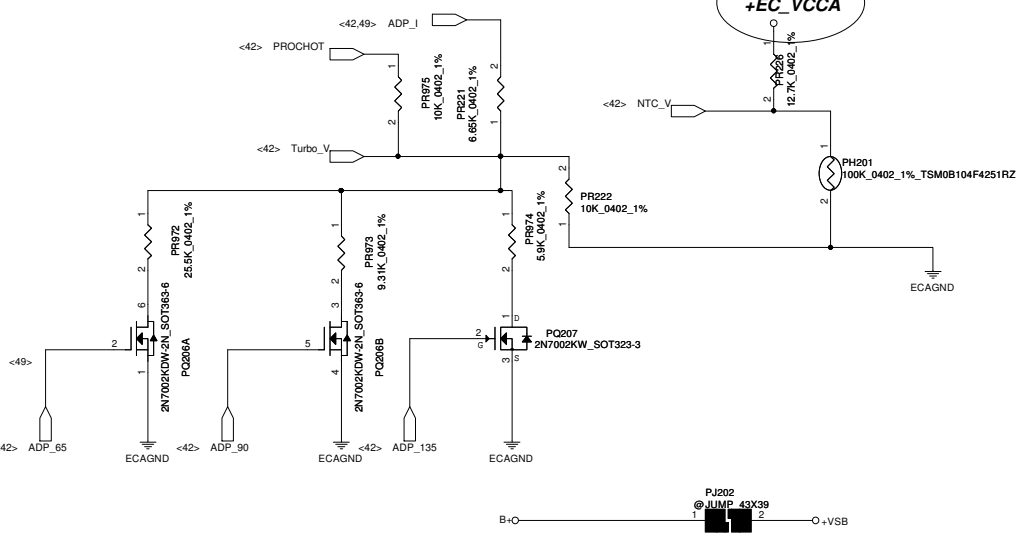 +EC_VCCA
<42,49> ADP_I
<42> PROCHOT
1
2
PR975
10K_0402_1%
2
1
PR221
6.65K_0402_1%
1
2
PR226
12.7K_0402_1%
<42> NTC_V
<42> Turbo_V
1
2
PH201
100K_0402_1%_TSM0B104F4251RZ
2
1
PR222
10K_0402_1%
1
2
PR972
25.5K_0402_1%
1
2
PR973
9.31K_0402_1%
1
2
PR974
5.9K_0402_1%
ECAGND
6
2
1
2N7002KDW-2N_SOT363-6
PQ206A
3
5
4
2N7002KDW-2N_SOT363-6
PQ206B
1
D
2
G
3
S
PQ207
2N7002KW_SOT323-3
<49>
42> ADP_65
<42> ADP_90
<42> ADP_135
ECAGND
ECAGND
ECAGND
PJ202
@JUMP_43X39
B+
1
2
+VSB